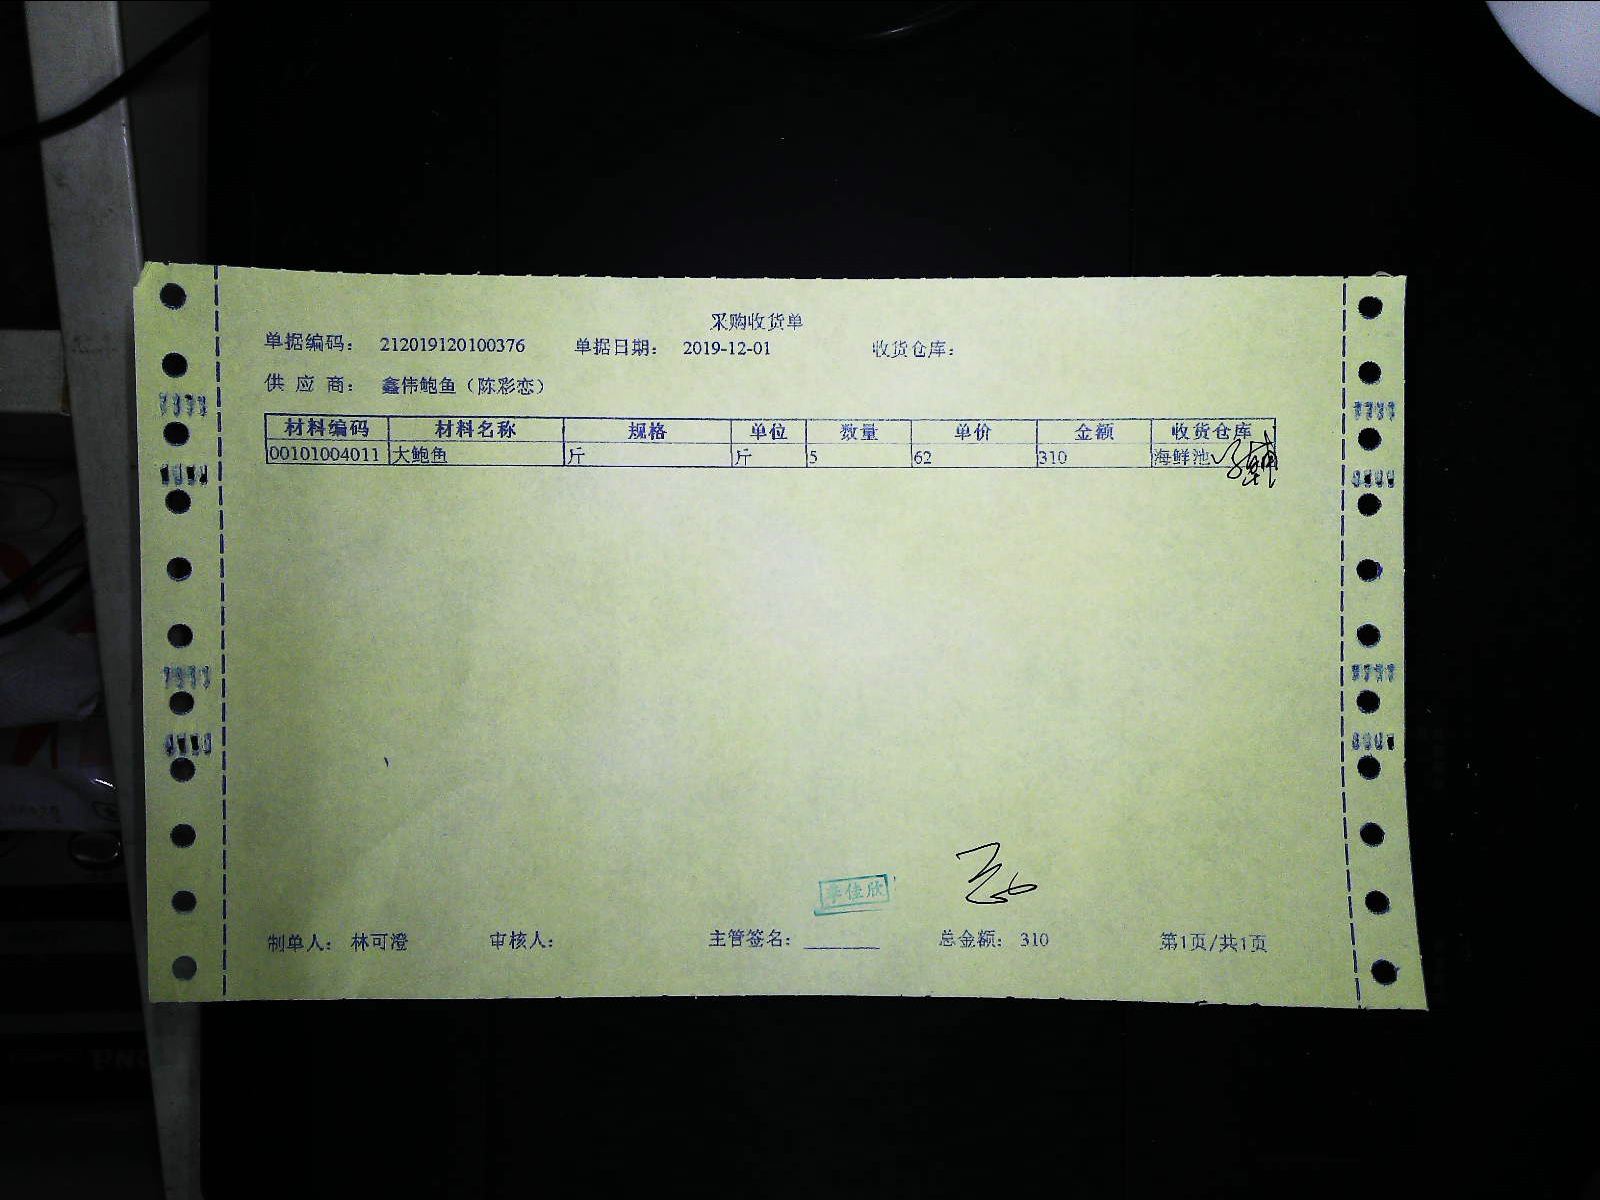 采购收货单
单据编码： 212019120100376 单据日期： 2019-12-01 收货仓库：
供 应 商： 鑫伟鲍鱼（陈彩恋）
材料编码 材料名称 规格 单位 数量 单价 金额 收货仓库
00101004011 大鲍鱼 斤 斤 5 62 310 海鲜池
李佳欣
制单人： 林可澄 审核人： 主管签名： 总金额： 310 第1页/共1页